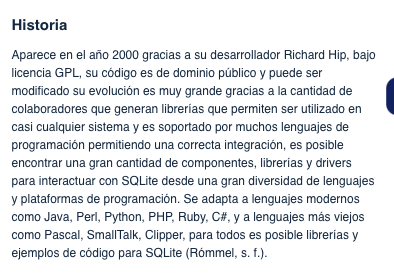 Historia
Aparece en el año 2000 gracias a su desarrollador Richard Hip, bajo
licencia GPL, su código es de dominio público y puede ser
modificado su evolución es muy grande gracias a la cantidad de
colaboradores que generan librerías que permiten ser utilizado en
casi cualquier sistema y es soportado por muchos lenguajes de
programación permitiendo una correcta integración, es posible
encontrar una gran cantidad de componentes, librerías y drivers
para interactuar con SQLite desde una gran diversidad de lenguajes
y plataformas de programación. Se adapta a lenguajes modernos
como Java, Perl, Python, PHP, Ruby, C#, y a lenguajes más viejos
como Pascal, SmallTalk, Clipper, para todos es posible librerías y
ejemplos de código para SQLite (Rómmel, s. f.).